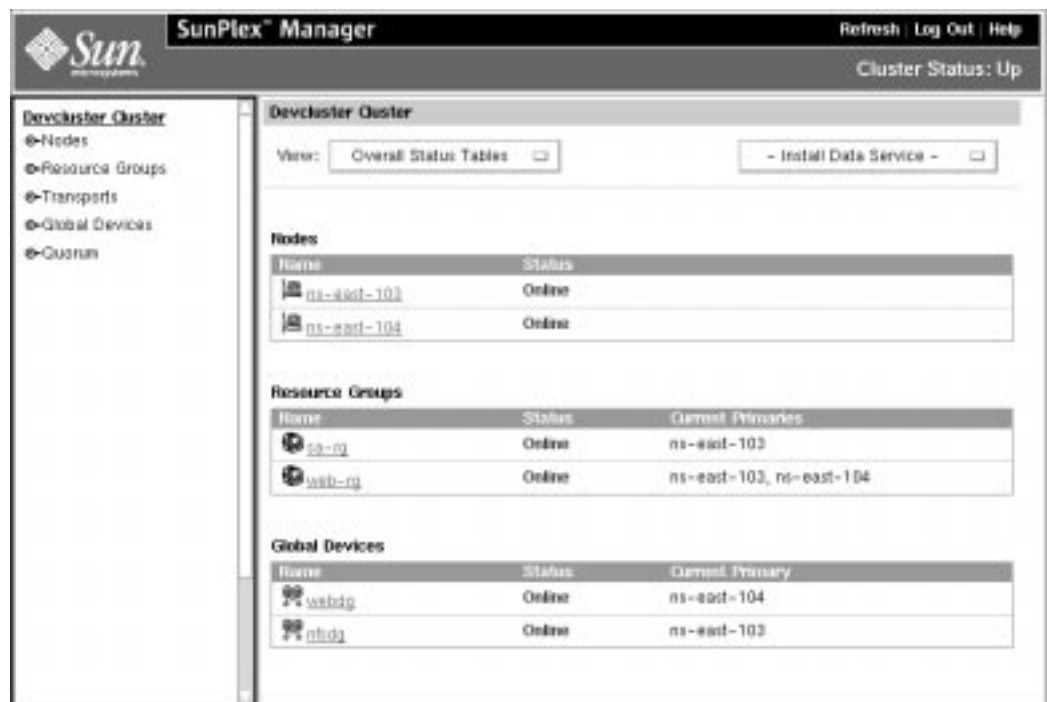 Sun
microsystems
SunPlex™ Manager
Refresh | Log Out | Help
Cluster Status: Up
Devcluster Cluster
Nodes
Resource Groups
Transports
Global Devices
Quorum
Devcluster Cluster
View: Overall Status Tables
- Install Data Service -
Nodes
Name Status
ns-east-103 Online
ns-east-104 Online
Resource Groups
Name Status Current Primaries
sa-rg Online ns-east-103
web-rg Online ns-east-103, ns-east-104
Global Devices
Name Status Current Primary
webdg Online ns-east-104
nfsdg Online ns-east-103